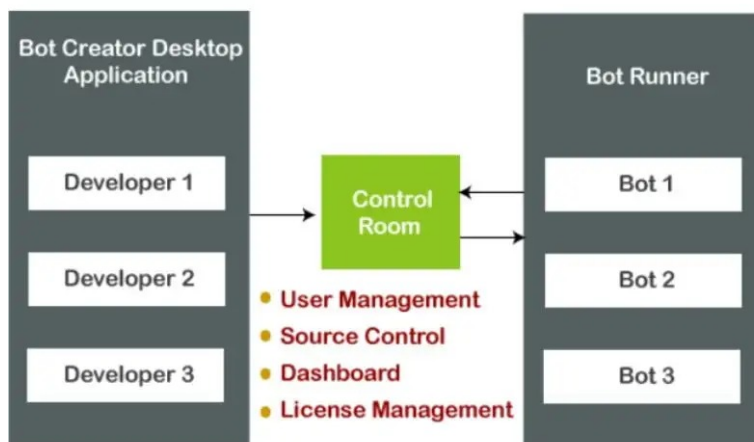 Bot Creator Desktop
Application
Developer 1
Developer 2
Developer 3
Control
Room
User Management
Source Control
Dashboard
License Management
Bot Runner
Bot 1
Bot 2
Bot 3